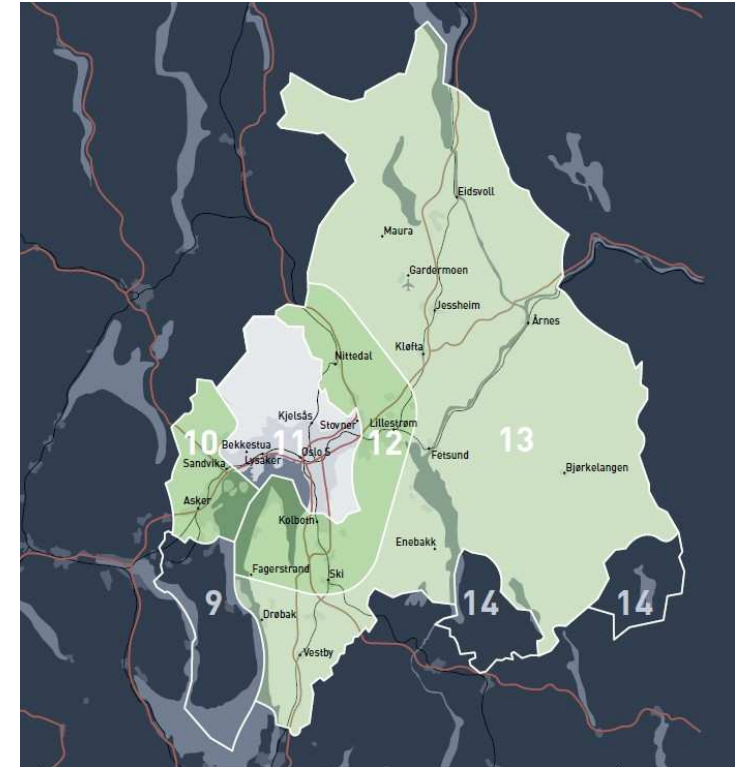 Eidsvoll
Maura
Gardermoen
Jessheim
Årnes
Kløfta
Nittedal
Kjelsås
Stovner
Lillestrøm
10
Bekkestua
11
12
13
Lysaker
Oslo S
Fetsund
Sandvika
Bjørkelangen
Asker
Kolbotn
Enebakk
Fagerstrand
Ski
9
14
14
Drøbak
Vestby